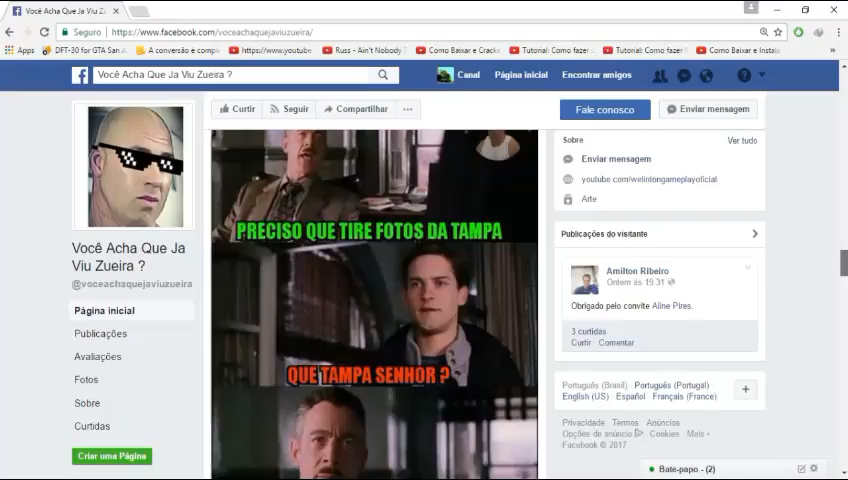 Você Acha Que Ja Viu Zu
Seguro
https://www.facebook.com/voceachaquejaviuzueira/
Apps
DFT-30 for GTA San A
A conversão é comple
https://www.youtube
Russ - Ain't Nobody T
Como Baixar e Cracke
Tutorial: Como fazer
Tutorial: Como fazer
Como Baixar e Instala
Você Acha Que Ja Viu Zueira ?
Canal
Página inicial
Encontrar amigos
Curtir
Seguir
Compartilhar
Fale conosco
Enviar mensagem
Você Acha Que Ja
Viu Zueira ?
@voceachaquejaviuzueira
Página inicial
Publicações
Avaliações
Fotos
Sobre
Curtidas
Criar uma Página
PRECISO QUE TIRE FOTOS DA TAMPA
QUE TAMPA SENHOR ?
Sobre
Ver tudo
Enviar mensagem
youtube.com/welintongameplayoficial
Arte
Publicações do visitante
Amilton Ribeiro
Ontem às 19:31
Obrigado pelo convite Aline Pires.
3 curtidas
Curtir · Comentar
Português (Brasil) · Português (Portugal) ·
English (US) · Español · Français (France)
Privacidade · Termos · Anúncios ·
Opções de anúncio · Cookies · Mais
Facebook © 2017
Bate-papo - (2)